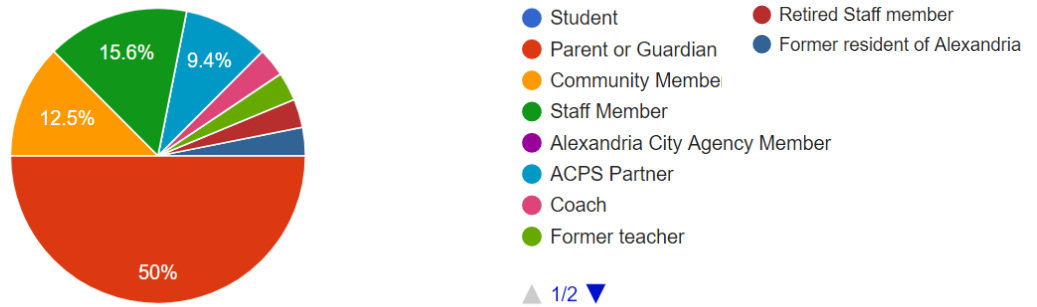 15.6%
9.4%
12.5%
50%
Student
Parent or Guardian
Community Membe
Staff Member
Alexandria City Agency Member
ACPS Partner
Coach
Former teacher
1/2
Retired Staff member
Former resident of Alexandria